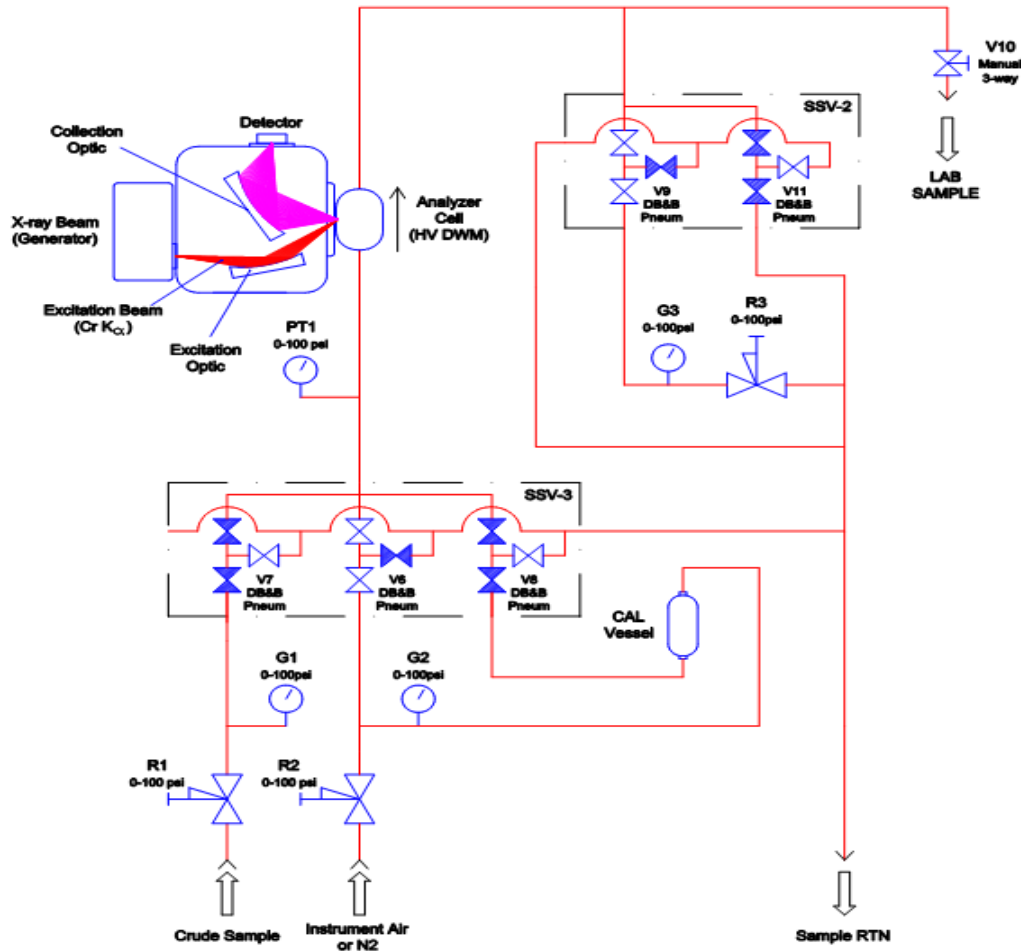 V10
Manual
3-way
SSV-2
LAB
SAMPLE
Detector
Collection
Optic
X-ray Beam
(Generator)
Analyzer
Cell
(HV DWM)
V9
DB&B
Pneum
V11
DB&B
Pneum
Excitation Beam
(Cr Kα)
Excitation
Optic
PT1
0-100 psi
G3
0-100psi
R3
0-100psi
SSV-3
V7
DB&B
Pneum
V6
DB&B
Pneum
V8
DB&B
Pneum
CAL
Vessel
G1
0-100psi
G2
0-100psi
R1
0-100 psi
R2
0-100 psi
Crude Sample
Instrument Air
or N2
Sample RTN